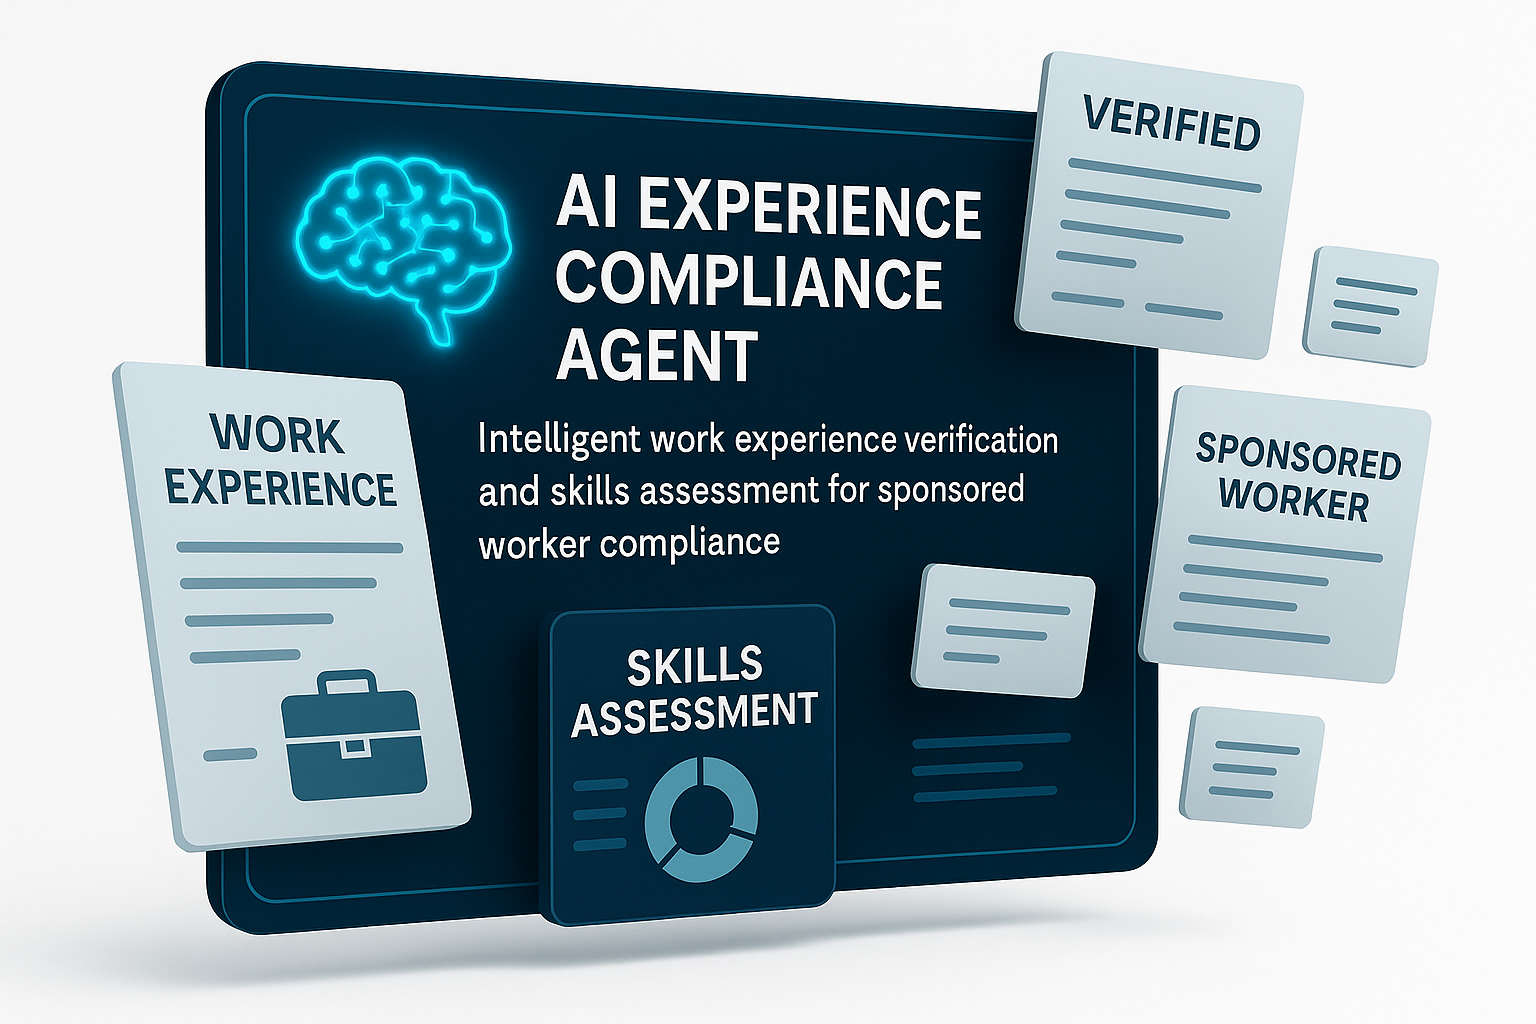 AI EXPERIENCE
COMPLIANCE
AGENT
Intelligent work experience verification
and skills assessment for sponsored
worker compliance
WORK
EXPERIENCE
SKILLS
ASSESSMENT
VERIFIED
SPONSORED
WORKER